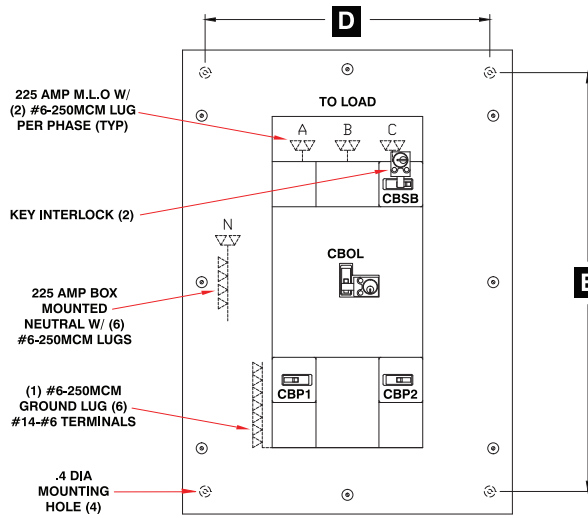 D
225 AMP M.L.O W/
(2) #6-250MCM LUG
PER PHASE (TYP)
TO LOAD
A B C
KEY INTERLOCK (2)
CBSB
N
CBOL
225 AMP BOX
MOUNTED
NEUTRAL W/ (6)
#6-250MCM LUGS
(1) #6-250MCM
GROUND LUG (6)
#14-#6 TERMINALS
CBP1 CBP2
.4 DIA
MOUNTING
HOLE (4)